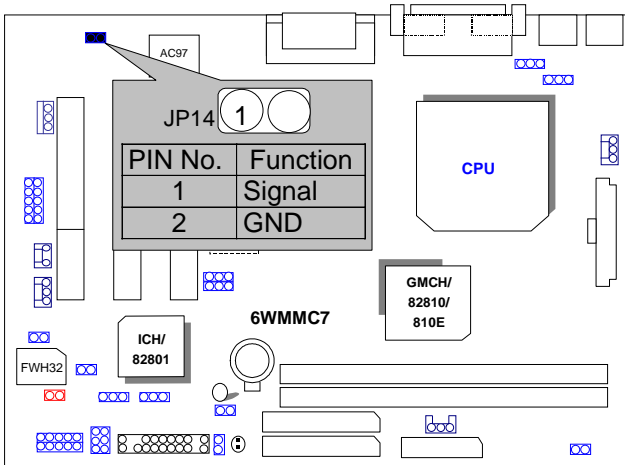 AC97
JP14 1
PIN No. Function
1 Signal
2 GND
CPU
GMCH/
82810/
810E
6WMMC7
ICH/
82801
FWH32